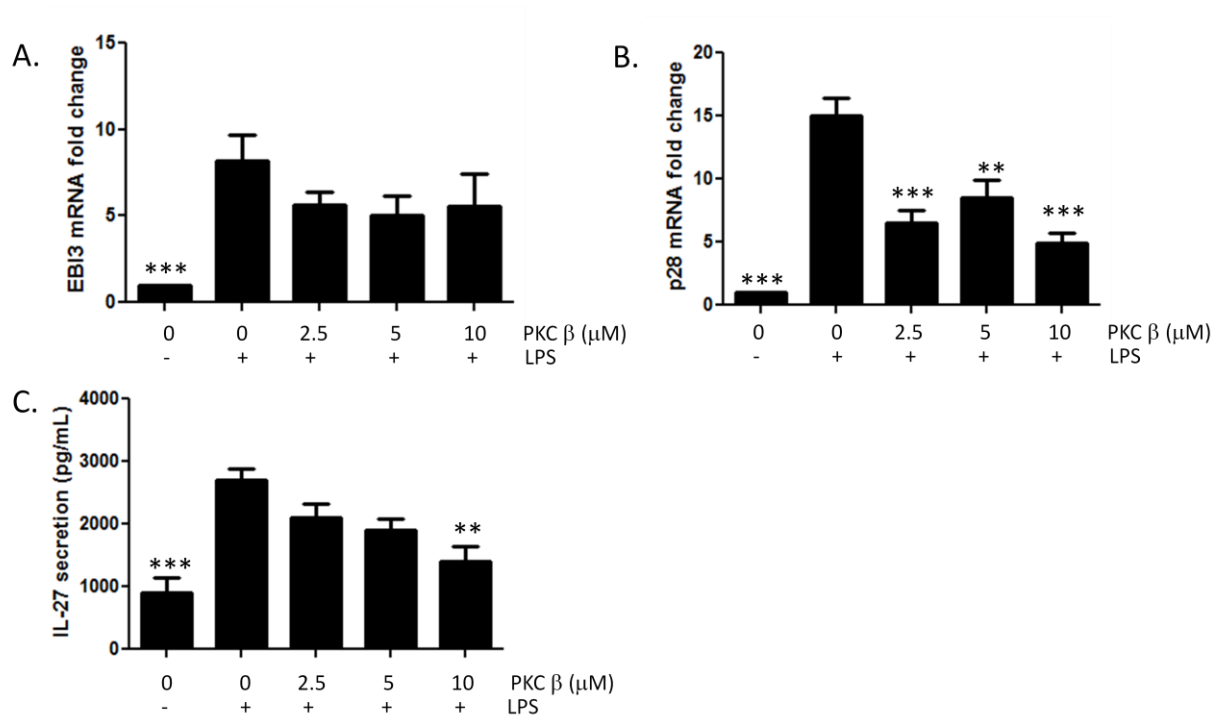 A.
EBI3 mRNA fold change
15
10
5
0
***
0 0 2.5 5 10 PKC β (μM)
- + + + + LPS
B.
p28 mRNA fold change
20
15
10
5
0
*** *** ** ***
0 0 2.5 5 10 PKC β (μM)
- + + + + LPS
C.
IL-27 secretion (pg/mL)
4000
3000
2000
1000
0
*** **
0 0 2.5 5 10 PKC β (μM)
- + + + + LPS